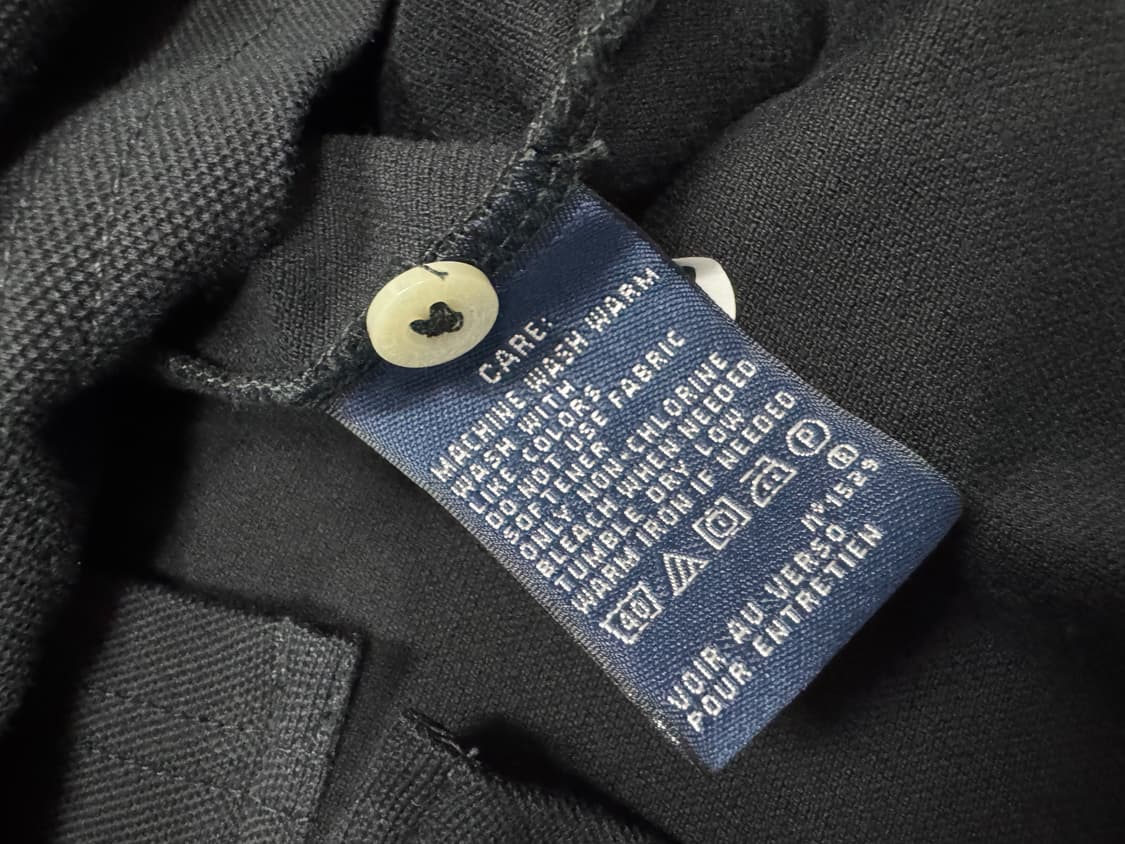 CARE:
MACHINE WASH WARM
WASH WITH
LIKE COLORS
DO NOT USE FABRIC
SOFTENER
ONLY NON-CHLORINE
BLEACH WHEN NEEDED
TUMBLE DRY LOW
WARM IRON IF NEEDED
40 P
VOIR AU VERSO
POUR ENTRETIEN